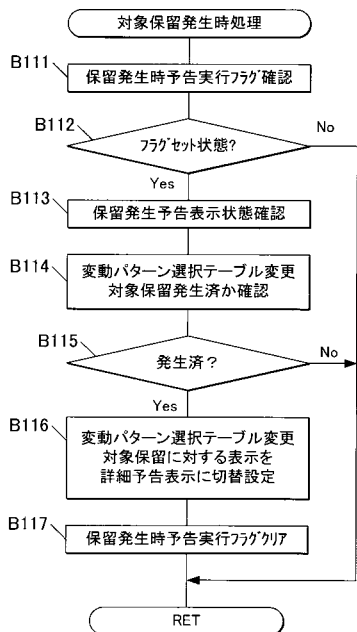 対象保留発生時処理
B111
保留発生時予告実行フラグ確認
B112
フラグセット状態?
No
Yes
B113
保留発生予告表示状態確認
B114
変動パターン選択テーブル変更
対象保留発生済か確認
B115
発生済?
No
Yes
B116
変動パターン選択テーブル変更
対象保留に対する表示を
詳細予告表示に切替設定
B117
保留発生時予告実行フラグクリア
RET